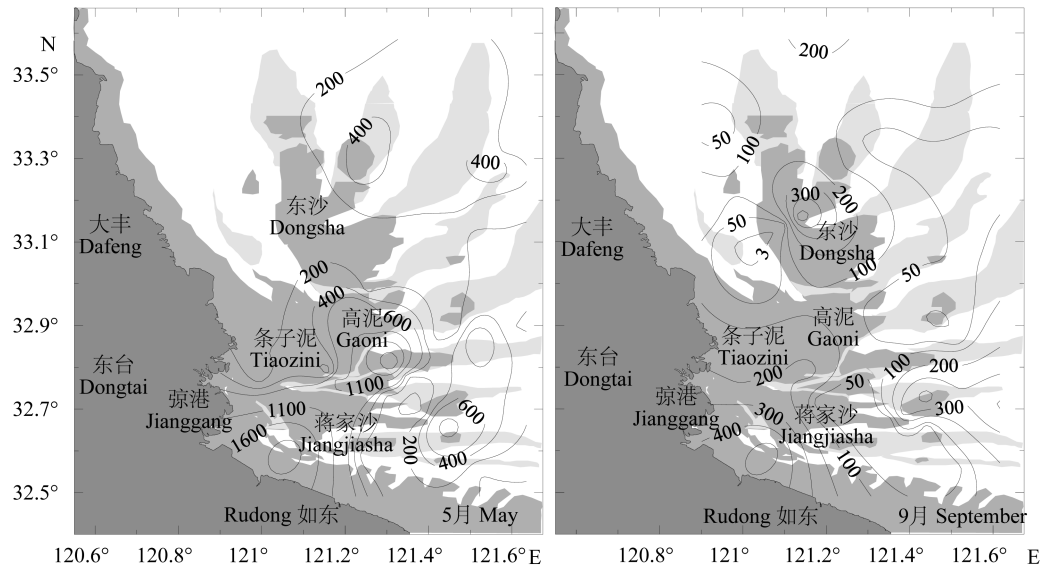 N
33.5°
33.3°
33.1°
32.9°
32.7°
32.5°
200
400
400
大丰
Dafeng
东沙
Dongsha
200
400
600
高泥
Gaoni
条子泥
Tiaozini
东台
Dongtai
1100
弶港
Jianggang
1100
1600
蒋家沙
Jiangjiasha
600
200
400
Rudong 如东
5月 May
120.6°
120.8°
121°
121.2°
121.4°
121.6°
E
200
50
100
300
200
50
3
大丰
Dafeng
东沙
Dongsha
100
50
高泥
Gaoni
条子泥
Tiaozini
东台
Dongtai
200
50
100
200
弶港
Jianggang
300
400
蒋家沙
Jiangjiasha
300
100
Rudong 如东
9月 September
120.8°
121°
121.2°
121.4°
121.6°
E